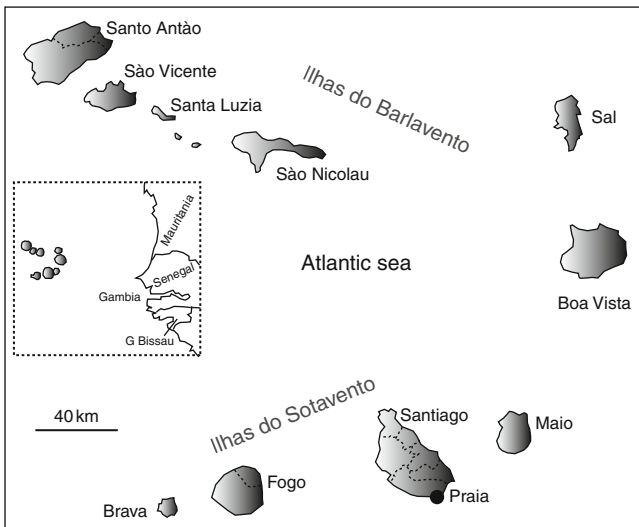 Santo Antào
Sào Vicente
Santa Luzia
Ilhas do Barlavento
Sal
Sào Nicolau
Mauritania
Senegal
Gambia
G Bissau
Atlantic sea
Boa Vista
40 km
Ilhas do Sotavento
Santiago
Maio
Fogo
Praia
Brava